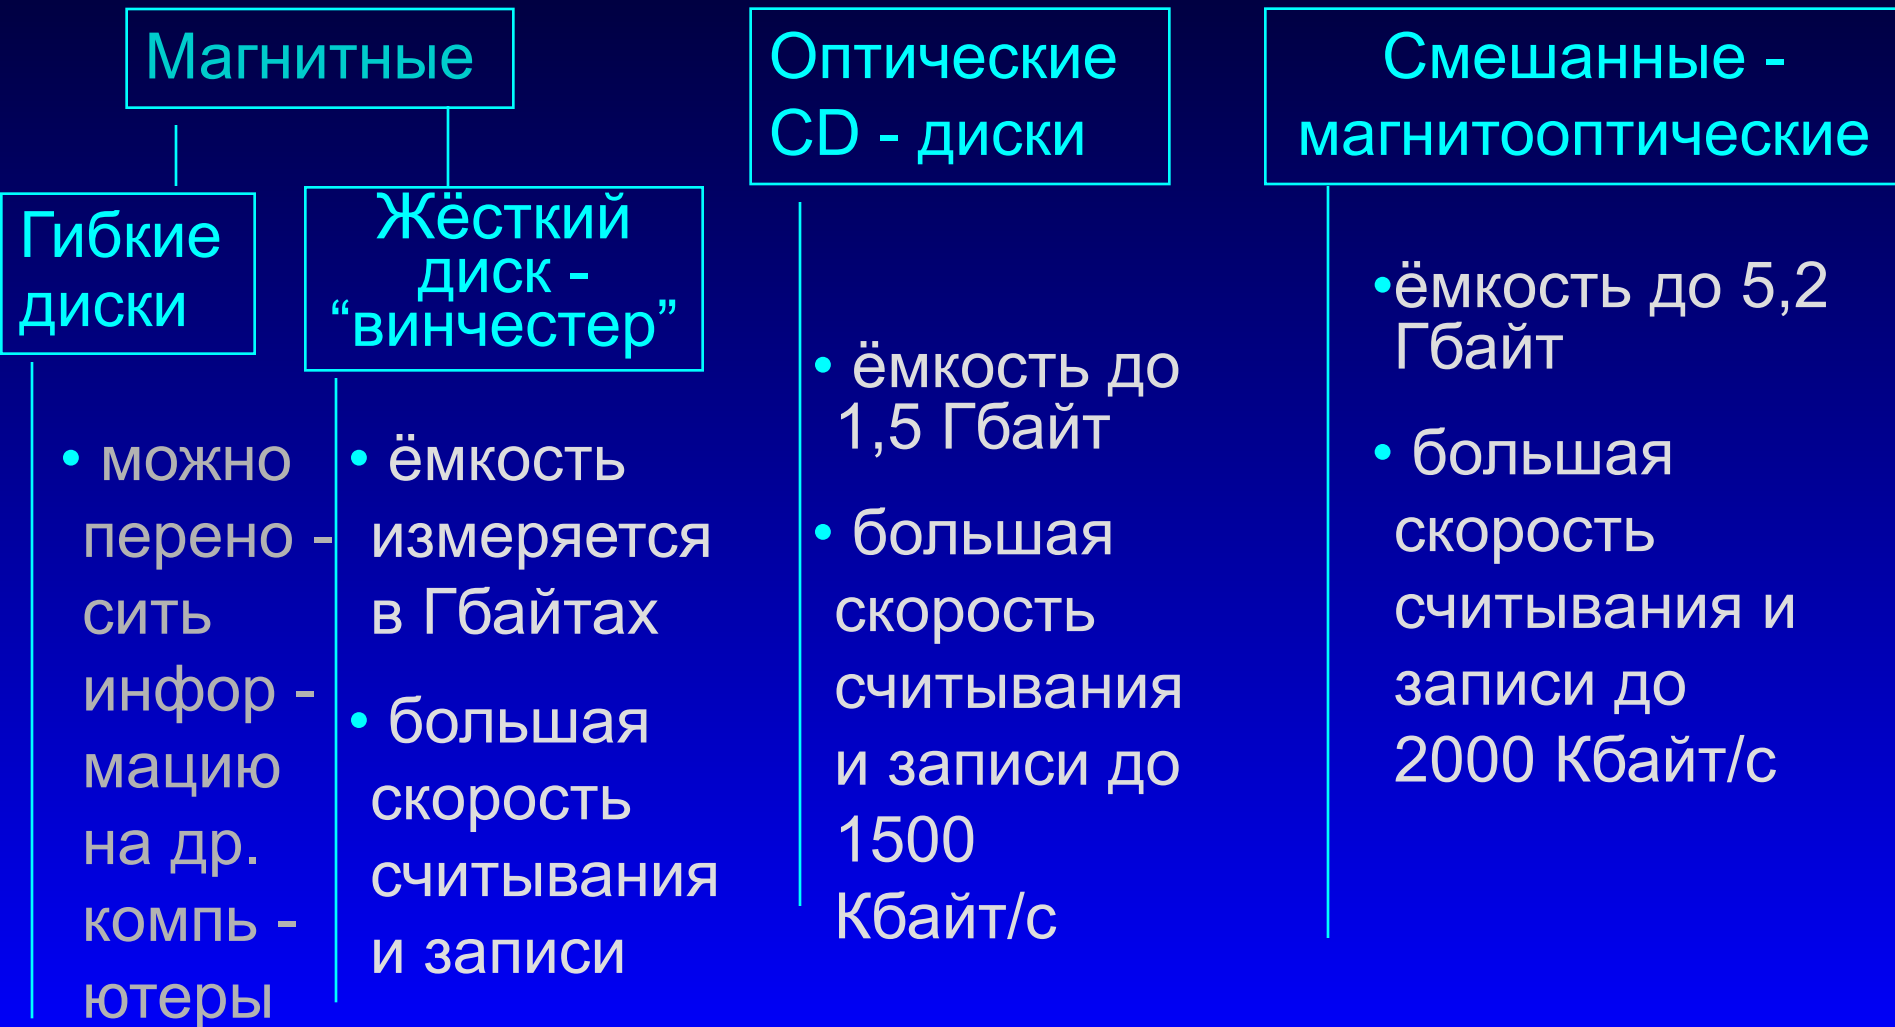 Магнитные
Гибкие
диски
• можно
перено -
сить
инфор -
мацию
на др.
компь -
ютеры
Жёсткий
диск -
“винчестер”
• ёмкость
измеряется
в Гбайтах
• большая
скорость
считывания
и записи
Оптические
CD - диски
• ёмкость до
1,5 Гбайт
• большая
скорость
считывания
и записи до
1500
Кбайт/с
Смешанные -
магнитооптические
•ёмкость до 5,2
Гбайт
• большая
скорость
считывания и
записи до
2000 Кбайт/с